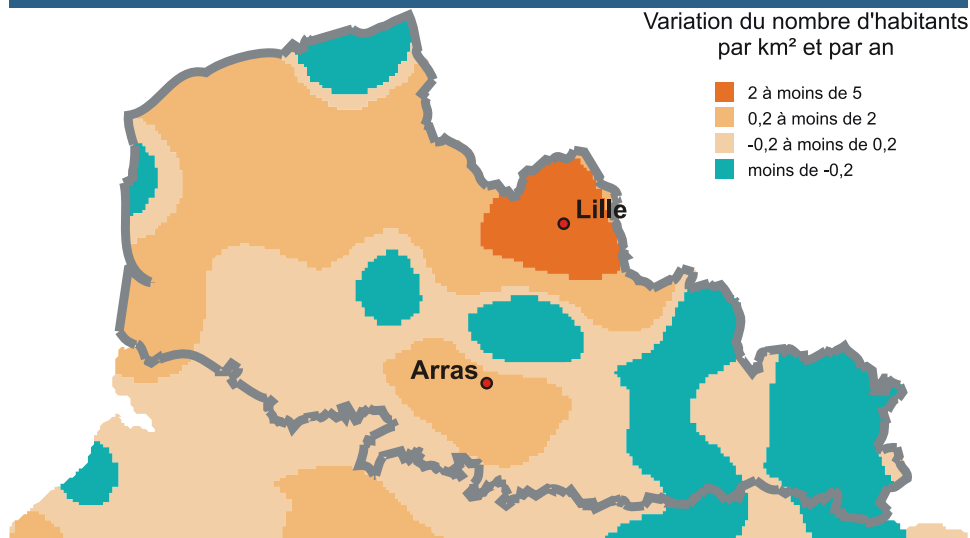 Variation du nombre d'habitants
par km² et par an
2 à moins de 5
0,2 à moins de 2
-0,2 à moins de 0,2
moins de -0,2
Lille
Arras